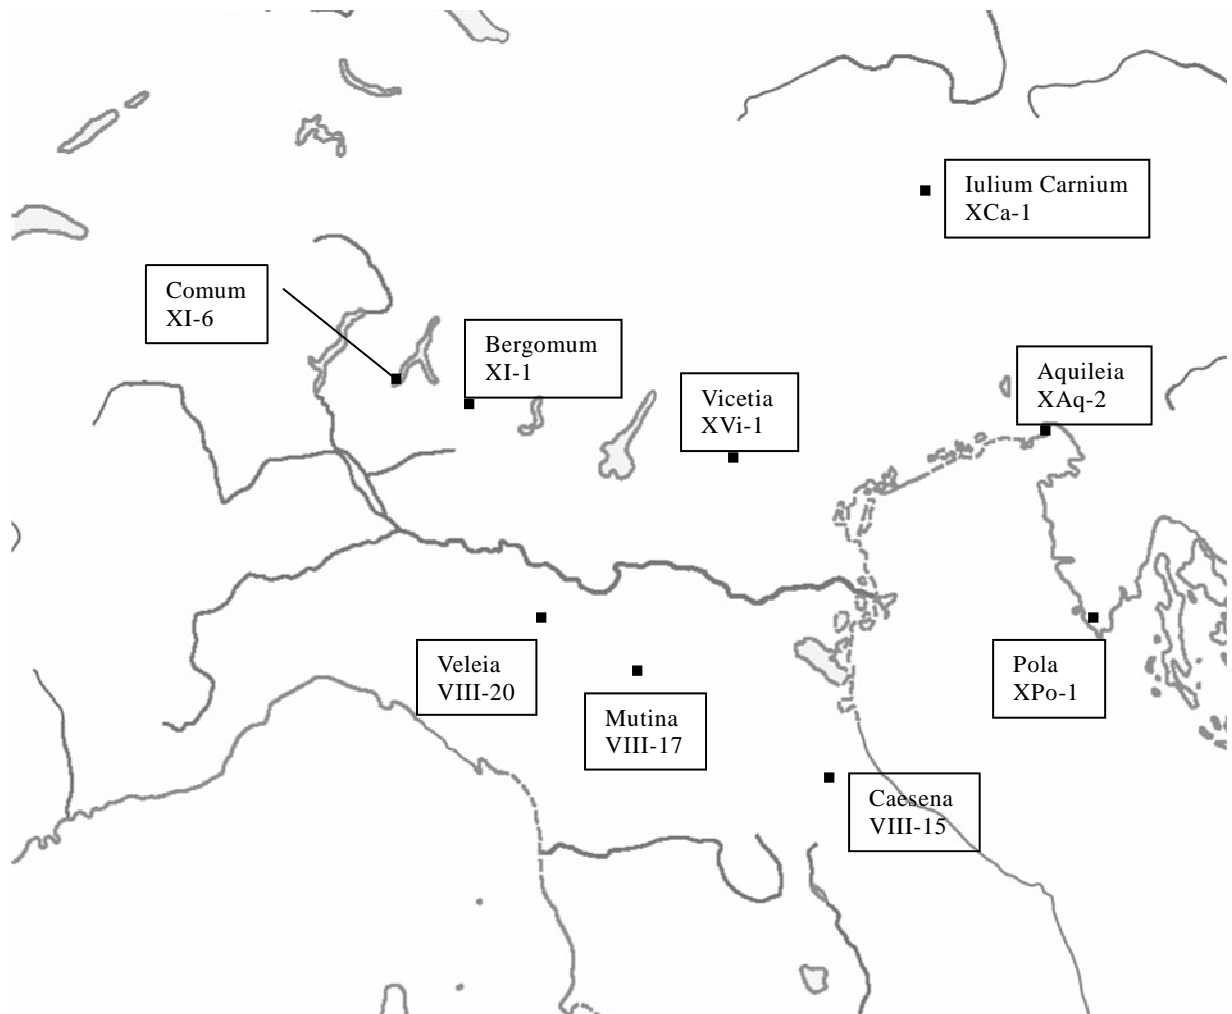 Iulium Carnium
XCa-1
Comum
XI-6
Bergomum
XI-1
Aquileia
XAq-2
Vicetia
XVi-1
Veleia
VIII-20
Pola
XPo-1
Mutina
VIII-17
Caesena
VIII-15